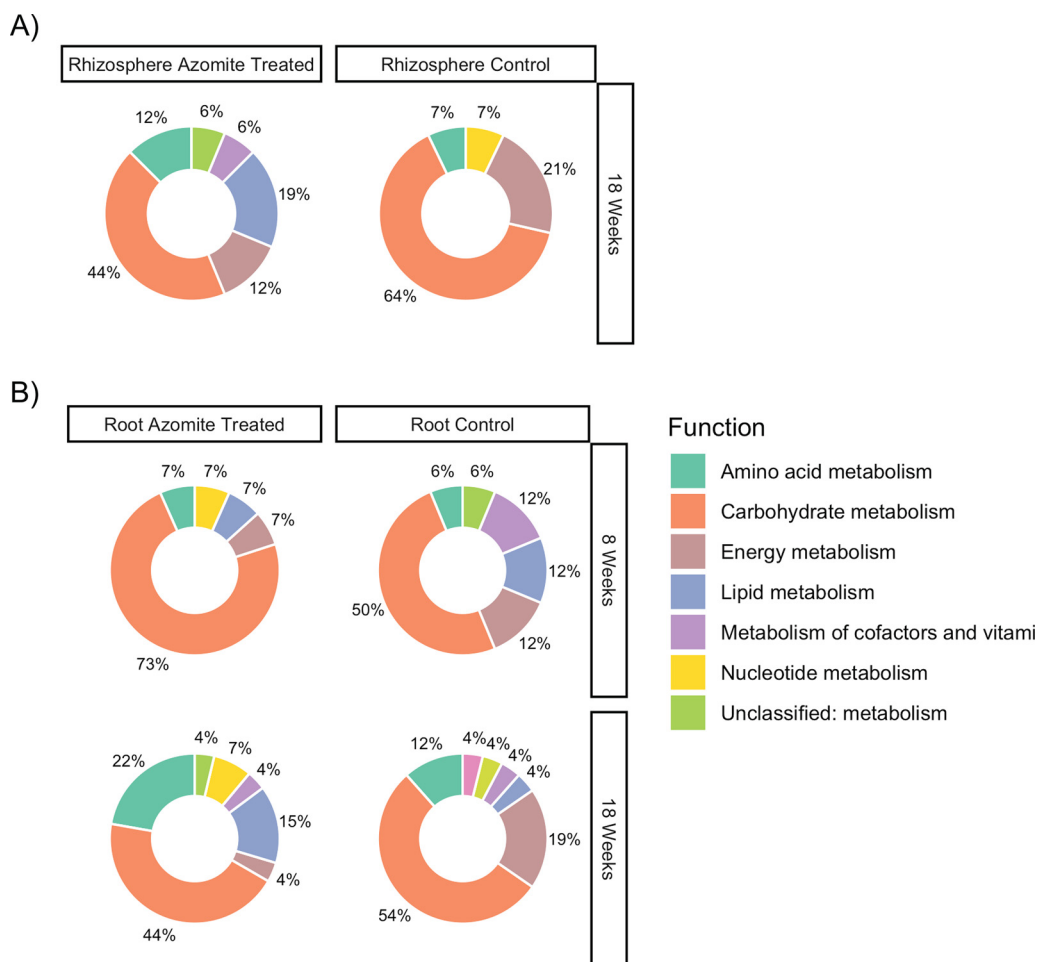 A)
Rhizosphere Azomite Treated
Rhizosphere Control
12%
6%
6%
19%
12%
44%
7%
7%
21%
64%
18 Weeks
B)
Root Azomite Treated
Root Control
7%
7%
7%
7%
73%
6%
6%
12%
12%
12%
50%
8 Weeks
22%
4%
7%
4%
15%
4%
44%
12%
4%
4%
4%
4%
19%
54%
18 Weeks
Function
Amino acid metabolism
Carbohydrate metabolism
Energy metabolism
Lipid metabolism
Metabolism of cofactors and vitami
Nucleotide metabolism
Unclassified: metabolism